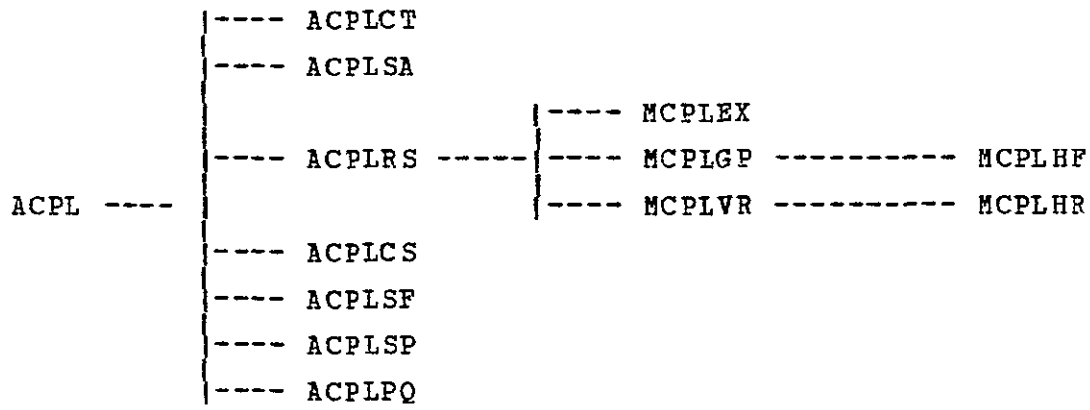 |---- ACPLCT
|---- ACPLSA
|---- MCPLEX
|---- ACPLRS -----|---- MCPLGP ---------- MCPLHF
ACPL ---- |---- MCPLVR ---------- MCPLHR
|---- ACPLCS
|---- ACPLSF
|---- ACPLSP
|---- ACPLPQ